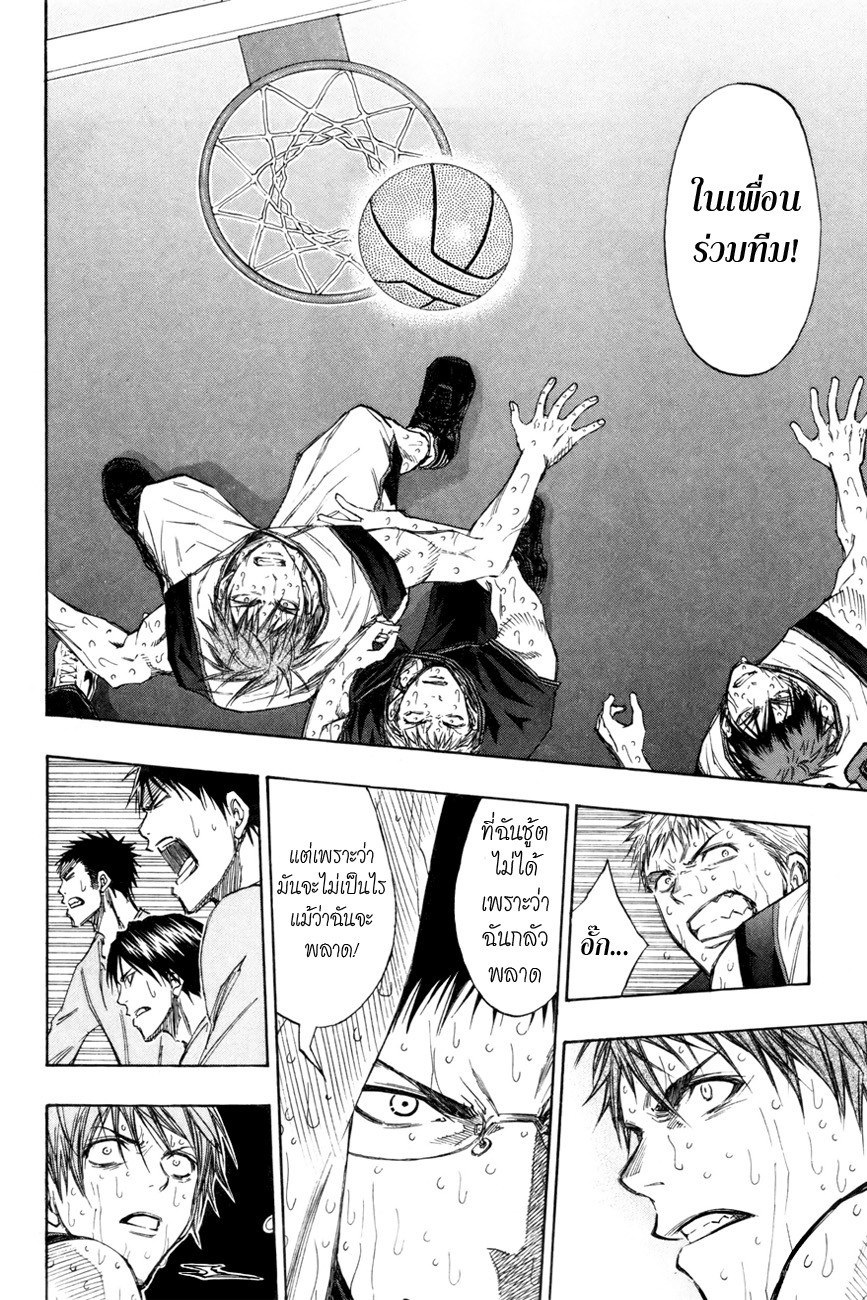 ในเพื่อน
ร่วมทีม!
อั๊ก...
ที่ฉันชู้ต
ไม่ได้
เพราะว่า
ฉันกลัว
พลาด
แต่เพราะว่า
มันจะไม่เป็นไร
แม้ว่าฉันจะ
พลาด!